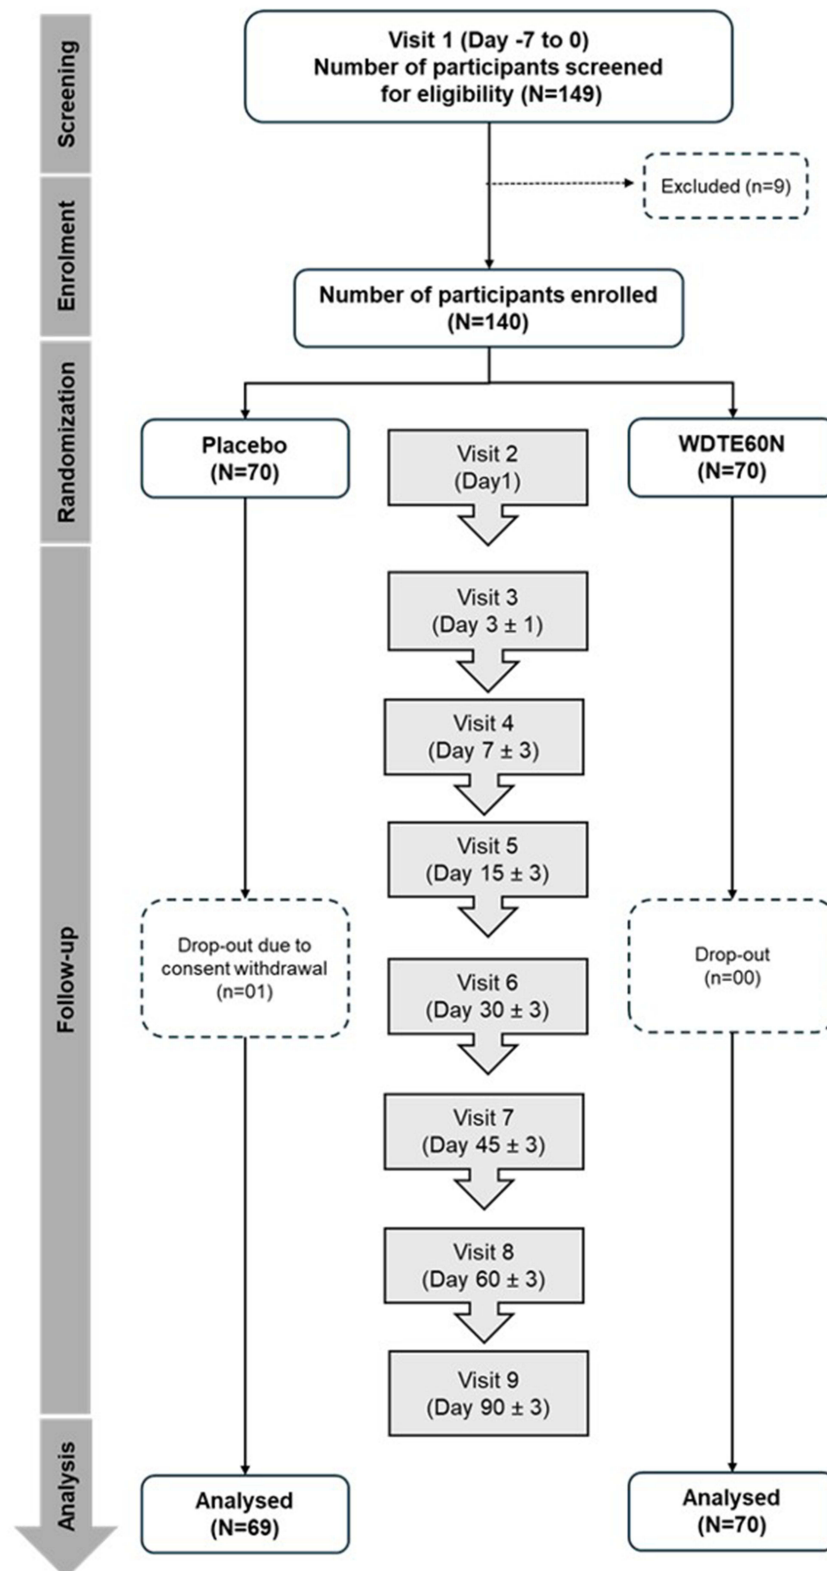 Screening
Visit 1 (Day -7 to 0)
Number of participants screened
for eligibility (N=149)
Excluded (n=9)
Enrolment
Number of participants enrolled
(N=140)
Randomization
Placebo
(N=70)
Visit 2
(Day1)
WDTE60N
(N=70)
Follow-up
Visit 3
(Day 3 ± 1)
Visit 4
(Day 7 ± 3)
Visit 5
(Day 15 ± 3)
Drop-out due to
consent withdrawal
(n=01)
Drop-out
(n=00)
Visit 6
(Day 30 ± 3)
Visit 7
(Day 45 ± 3)
Visit 8
(Day 60 ± 3)
Visit 9
(Day 90 ± 3)
Analysis
Analysed
(N=69)
Analysed
(N=70)